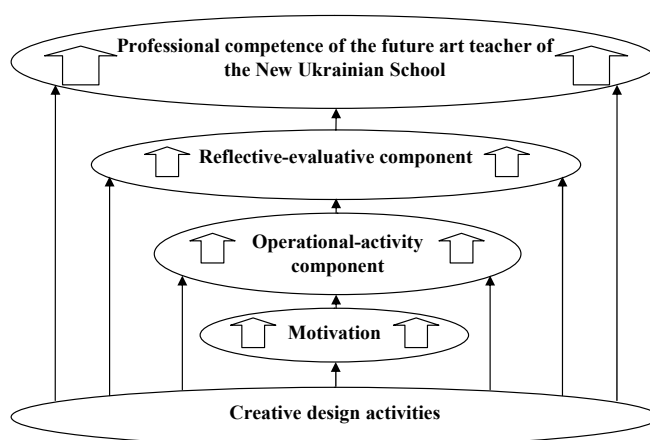 Professional competence of the future art teacher of
the New Ukrainian School
Reflective-evaluative component
Operational-activity
component
Motivation
Creative design activities